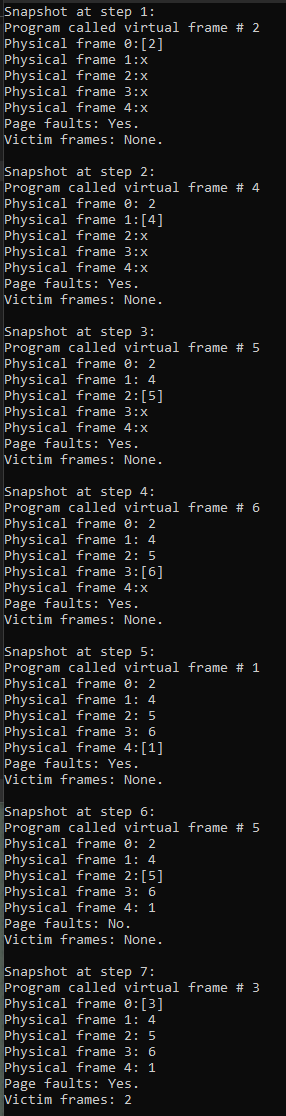 Snapshot at step 1:
Program called virtual frame # 2
Physical frame 0:[2]
Physical frame 1:x
Physical frame 2:x
Physical frame 3:x
Physical frame 4:x
Page faults: Yes.
Victim frames: None.

Snapshot at step 2:
Program called virtual frame # 4
Physical frame 0: 2
Physical frame 1:[4]
Physical frame 2:x
Physical frame 3:x
Physical frame 4:x
Page faults: Yes.
Victim frames: None.

Snapshot at step 3:
Program called virtual frame # 5
Physical frame 0: 2
Physical frame 1: 4
Physical frame 2:[5]
Physical frame 3:x
Physical frame 4:x
Page faults: Yes.
Victim frames: None.

Snapshot at step 4:
Program called virtual frame # 6
Physical frame 0: 2
Physical frame 1: 4
Physical frame 2: 5
Physical frame 3:[6]
Physical frame 4:x
Page faults: Yes.
Victim frames: None.

Snapshot at step 5:
Program called virtual frame # 1
Physical frame 0: 2
Physical frame 1: 4
Physical frame 2: 5
Physical frame 3: 6
Physical frame 4:[1]
Page faults: Yes.
Victim frames: None.

Snapshot at step 6:
Program called virtual frame # 5
Physical frame 0: 2
Physical frame 1: 4
Physical frame 2:[5]
Physical frame 3: 6
Physical frame 4: 1
Page faults: No.
Victim frames: None.

Snapshot at step 7:
Program called virtual frame # 3
Physical frame 0:[3]
Physical frame 1: 4
Physical frame 2: 5
Physical frame 3: 6
Physical frame 4: 1
Page faults: Yes.
Victim frames: 2